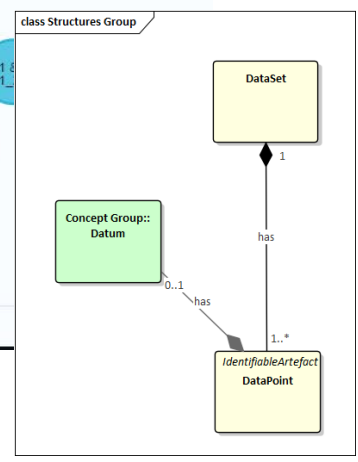 class Structures Group
DataSet
1
Concept Group::
Datum
has
0..1
has
1..*
IdentifiableArtefact
DataPoint